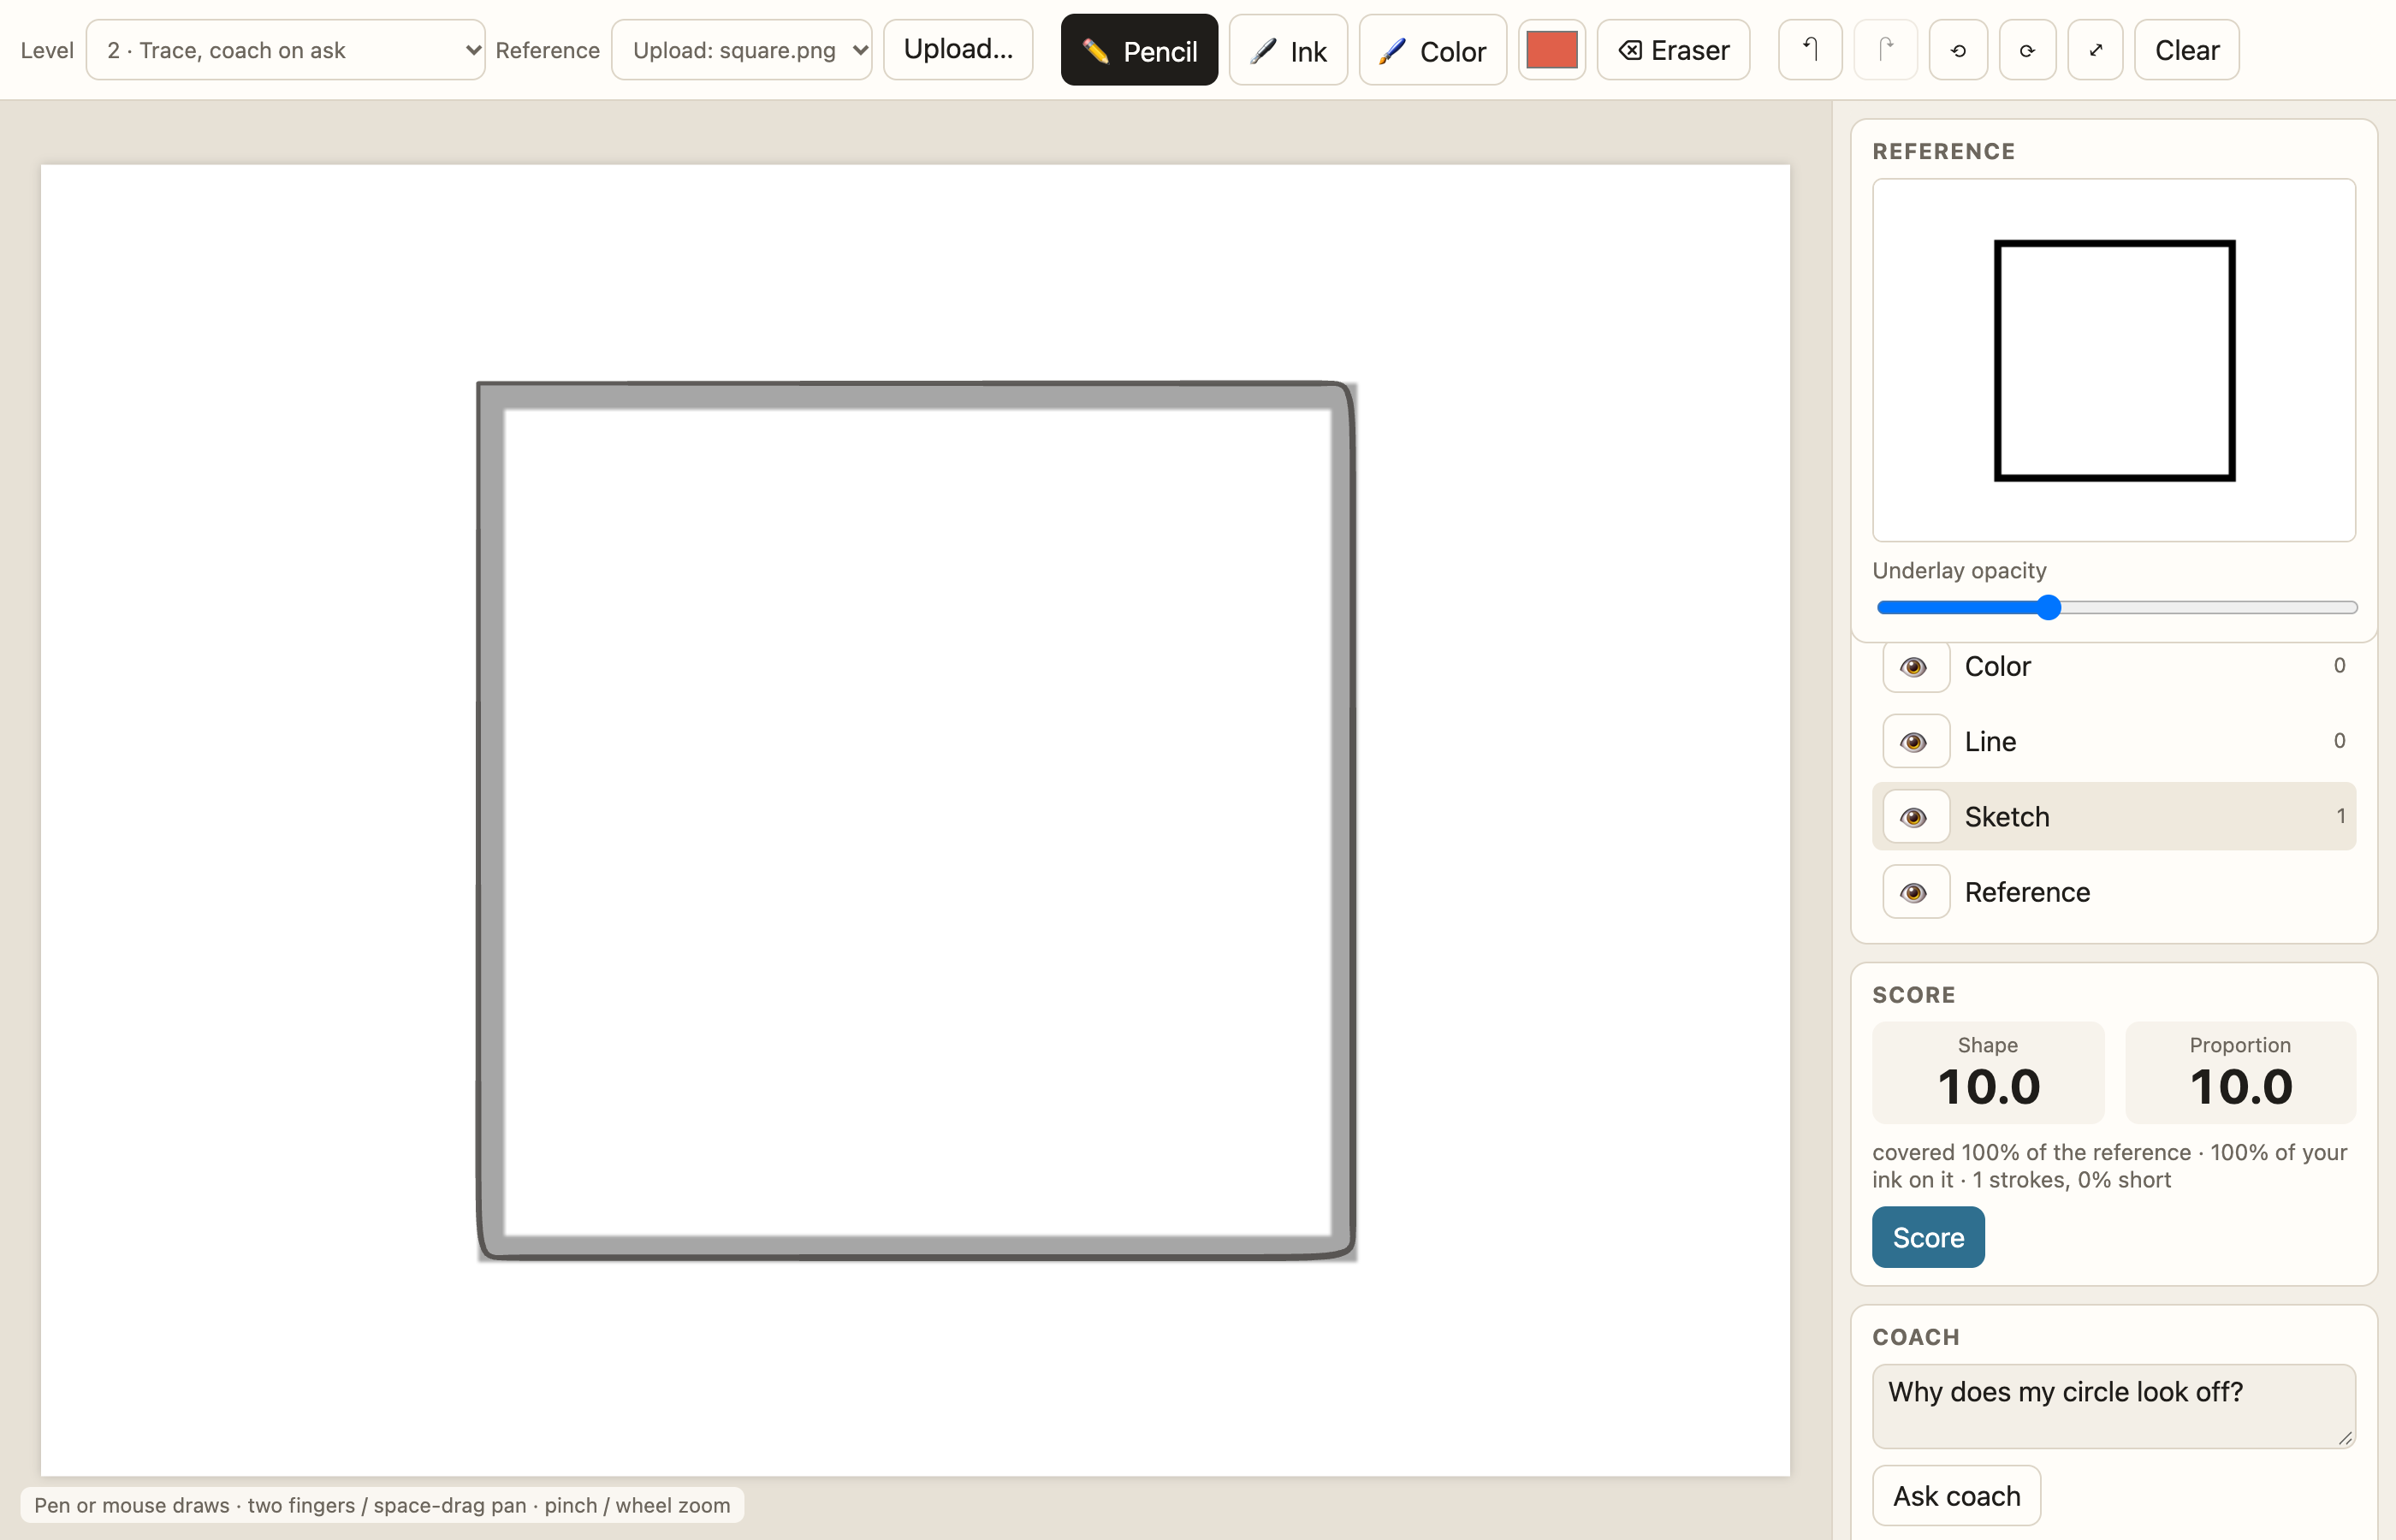 Level 2 · Trace, coach on ask Reference Upload: square.png Upload... Pencil Ink Color Eraser Clear
REFERENCE
Underlay opacity
Color 0
Line 0
Sketch 1
Reference
SCORE
Shape Proportion
10.0 10.0
covered 100% of the reference · 100% of your
ink on it · 1 strokes, 0% short
Score
COACH
Why does my circle look off?
Ask coach
Pen or mouse draws · two fingers / space-drag pan · pinch / wheel zoom